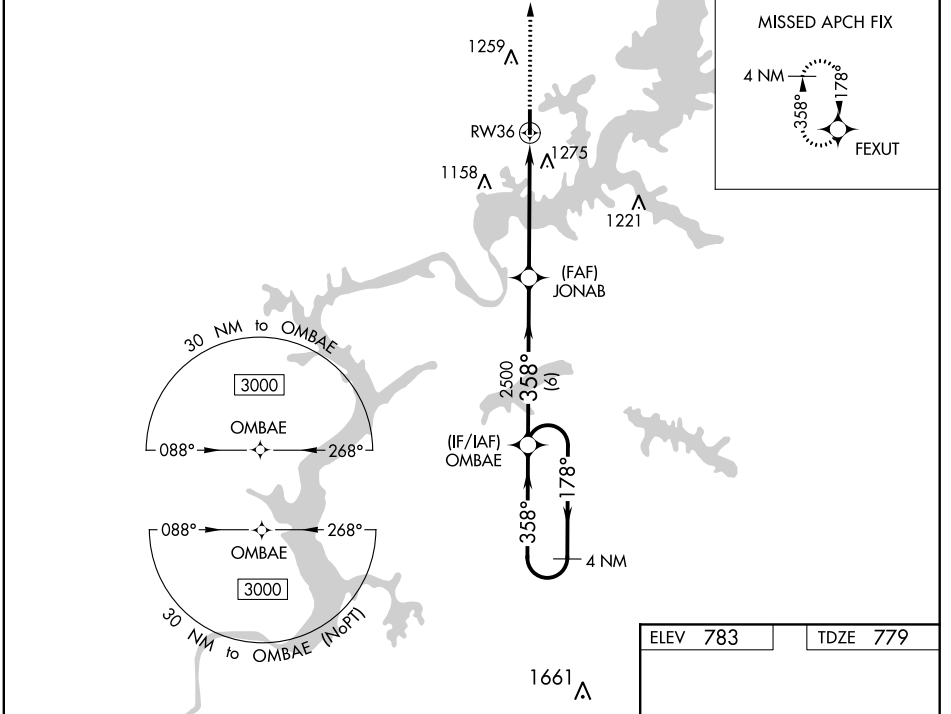 MISSED APCH FIX
4 NM
358°
178°
FEXUT
1259
RW36
1275
1158
1221
(FAF)
JONAB
2500
358°
(6)
(IF/IAF)
OMBAE
358°
178°
4 NM
30 NM to OMBAE
3000
OMBAE
088°
268°
088°
268°
OMBAE
3000
30 NM to OMBAE (NoPT)
1661
ELEV 783
TDZE 779